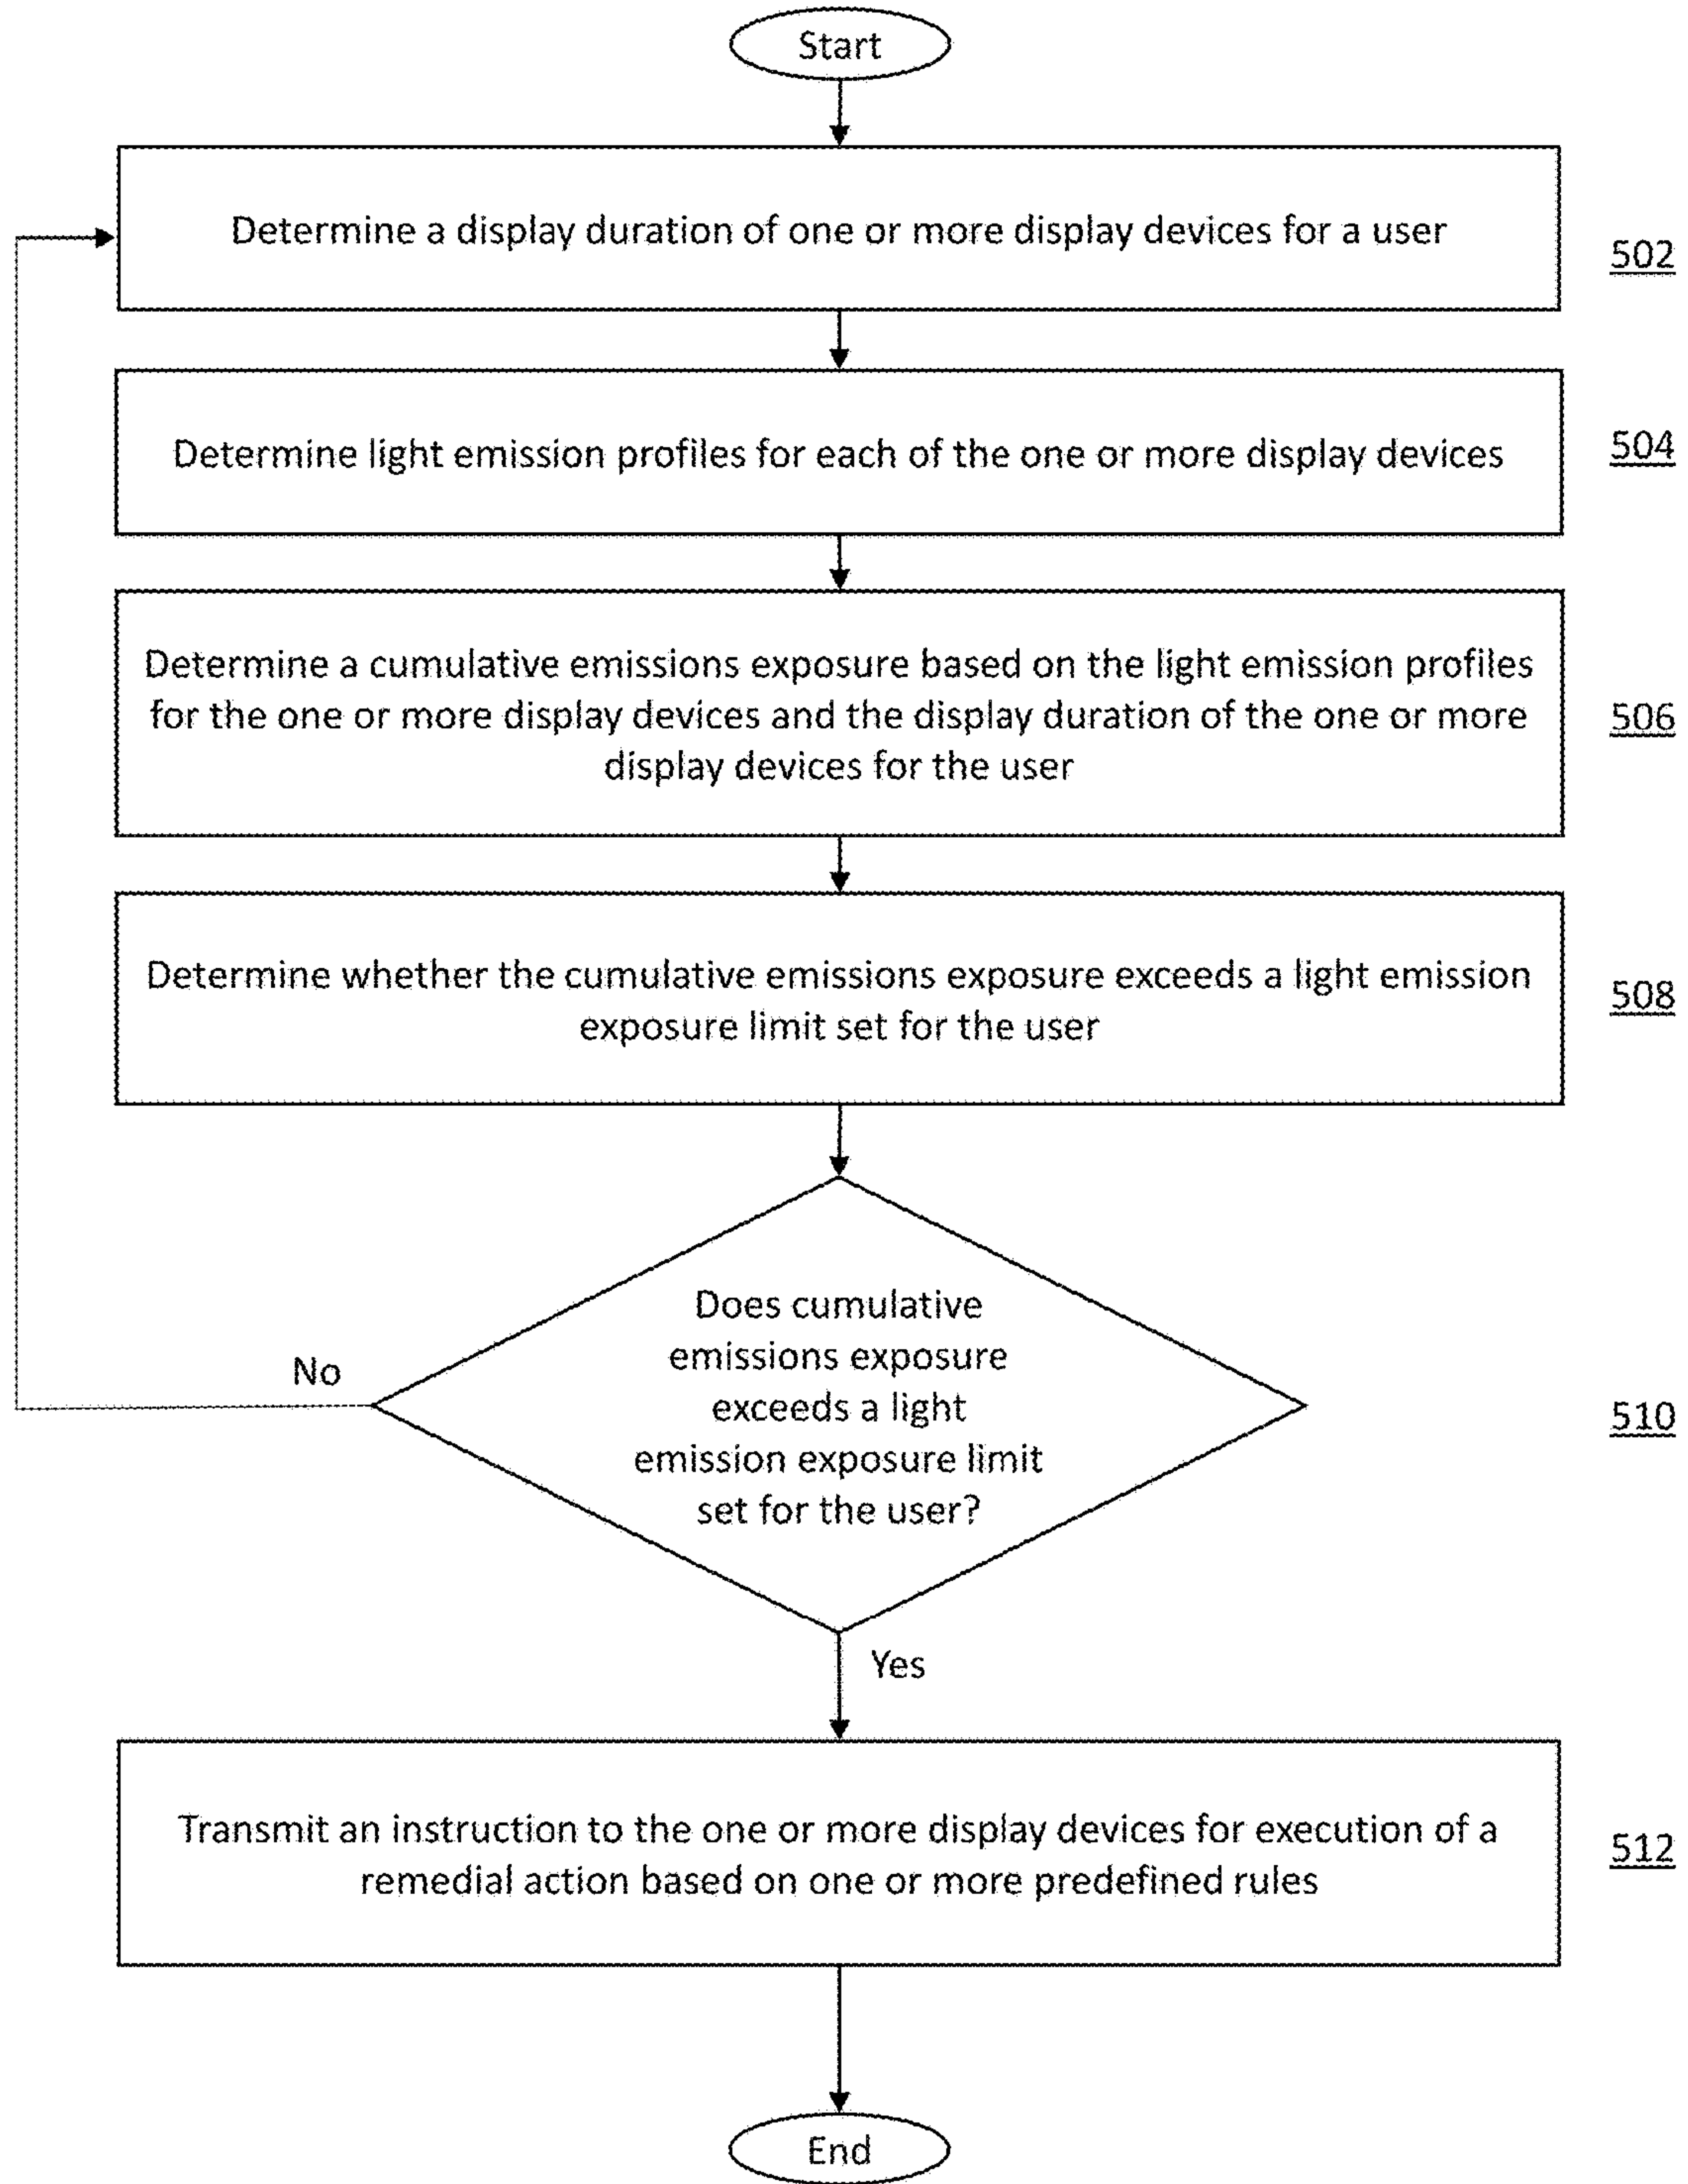 Start
Determine a display duration of one or more display devices for a user
502
Determine light emission profiles for each of the one or more display devices
504
Determine a cumulative emissions exposure based on the light emission profiles
for the one or more display devices and the display duration of the one or more
display devices for the user
506
Determine whether the cumulative emissions exposure exceeds a light emission
exposure limit set for the user
508
Does cumulative
emissions exposure
exceeds a light
emission exposure limit
set for the user?
No
510
Yes
Transmit an instruction to the one or more display devices for execution of a
remedial action based on one or more predefined rules
512
End